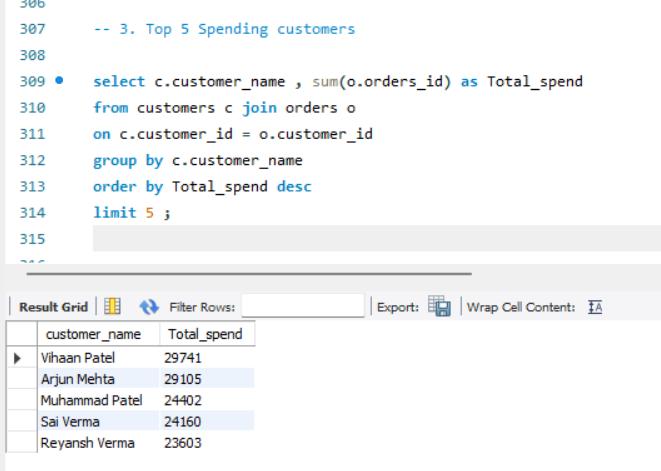 306
307 -- 3. Top 5 Spending customers
308
309 select c.customer_name , sum(o.orders_id) as Total_spend
310 from customers c join orders o
311 on c.customer_id = o.customer_id
312 group by c.customer_name
313 order by Total_spend desc
314 limit 5 ;
315
316
Result Grid Filter Rows: Export: Wrap Cell Content: IA
customer_name Total_spend
Vihaan Patel 29741
Arjun Mehta 29105
Muhammad Patel 24402
Sai Verma 24160
Reyansh Verma 23603